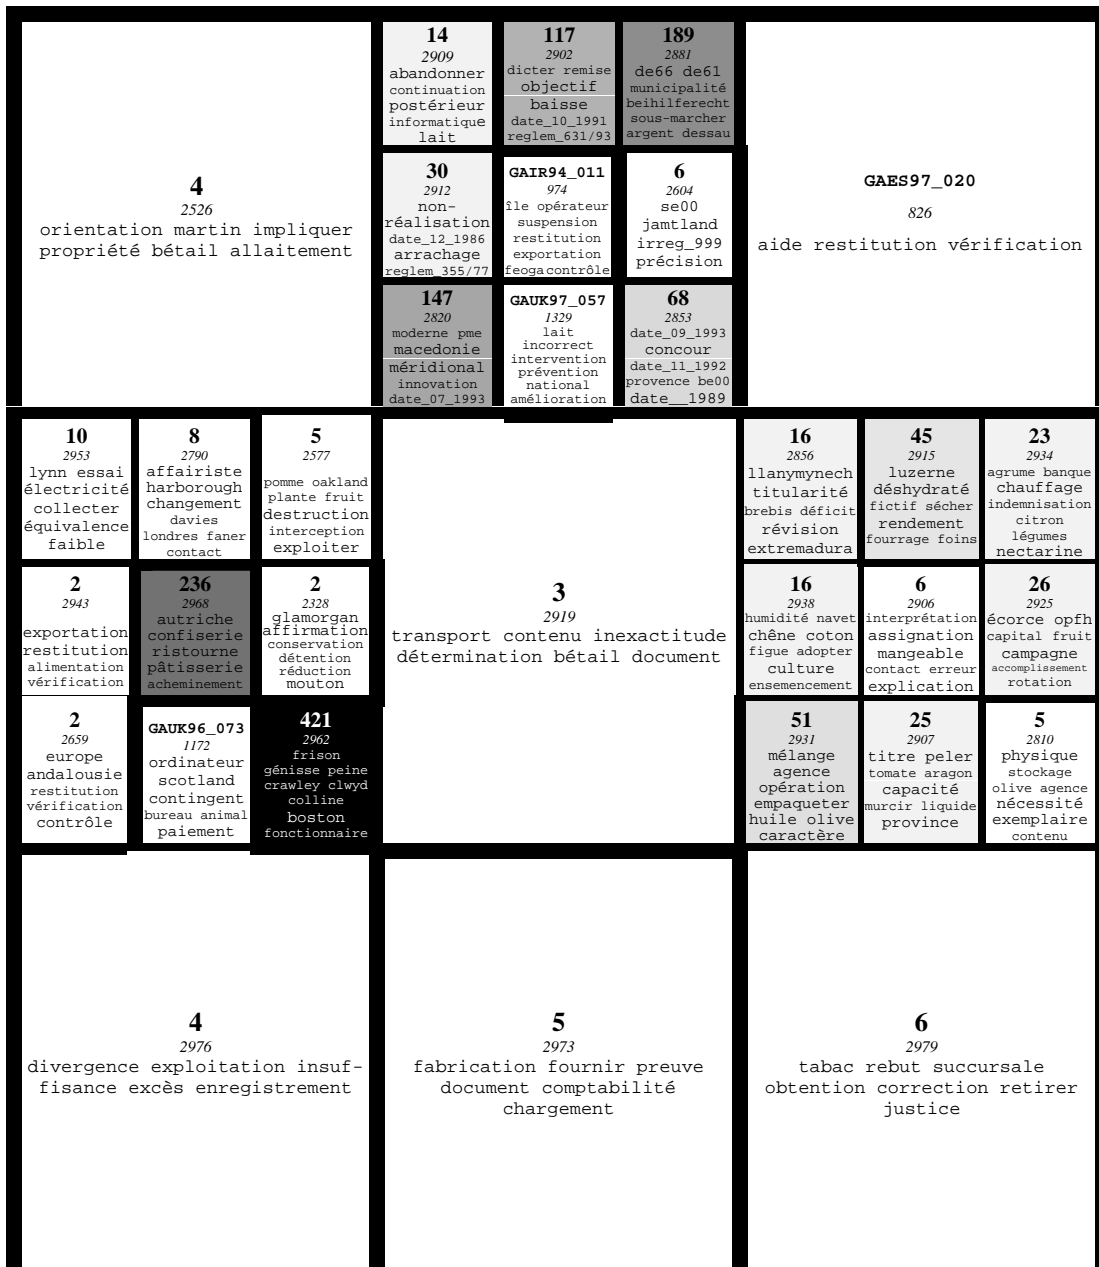 4
2526
orientation martin impliquer
propriété bétail allaitement
14
2909
abandonner
continuation
postérieur
informatique
lait
117
2902
dicter remise
objectif
baisse
date_10_1991
reglem_631/93
189
2881
de66 de61
municipalité
beihilferecht
sous-marcher
argent dessau
30
2912
non-
réalisation
date_12_1986
arrachage
reglem_355/77
GAIR94_011
974
île opérateur
suspension
restitution
exportation
feoga contrôle
6
2604
se00
jamtland
irreg_999
précision
147
2820
moderne pme
macedonie
méridional
innovation
date_07_1993
GAUK97_057
1329
lait
incorrect
intervention
prévention
national
amélioration
68
2853
date_09_1993
concour
date_11_1992
provence be00
date__1989
GAES97_020
826
aide restitution vérification
10
2953
lynn essai
électricité
collecter
équivalence
faible
8
2790
affairiste
harborough
changement
davies
londres faner
contact
5
2577
pomme oakland
plante fruit
destruction
interception
exploiter
2
2943
exportation
restitution
alimentation
vérification
236
2968
autriche
confiserie
ristourne
pâtisserie
acheminement
2
2328
glamorgan
affirmation
conservation
détention
réduction
mouton
2
2659
europe
andalousie
restitution
vérification
contrôle
GAUK96_073
1172
ordinateur
scotland
contingent
bureau animal
paiement
421
2962
frison
génisse peine
crawley clwyd
colline
boston
fonctionnaire
3
2919
transport contenu inexactitude
détermination bétail document
16
2856
llanymynech
titularité
brebis déficit
révision
extremadura
45
2915
luzerne
déshydraté
fictif sécher
rendement
fourrage foins
23
2934
agrume banque
chauffage
indemnisation
citron
légumes
nectarine
16
2938
humidité navet
chêne coton
figue adopter
culture
ensemencement
6
2906
interprétation
assignation
mangeable
contact erreur
explication
26
2925
écorce opfh
capital fruit
campagne
accomplissement
rotation
51
2931
mélange
agence
opération
empaqueter
huile olive
caractère
25
2907
titre peler
tomate aragon
capacité
murcir liquide
province
5
2810
physique
stockage
olive agence
nécessité
exemplaire
contenu
4
2976
divergence exploitation insuf-
fisance excès enregistrement
5
2973
fabrication fournir preuve
document comptabilité
chargement
6
2979
tabac rebut succursale
obtention correction retirer
justice